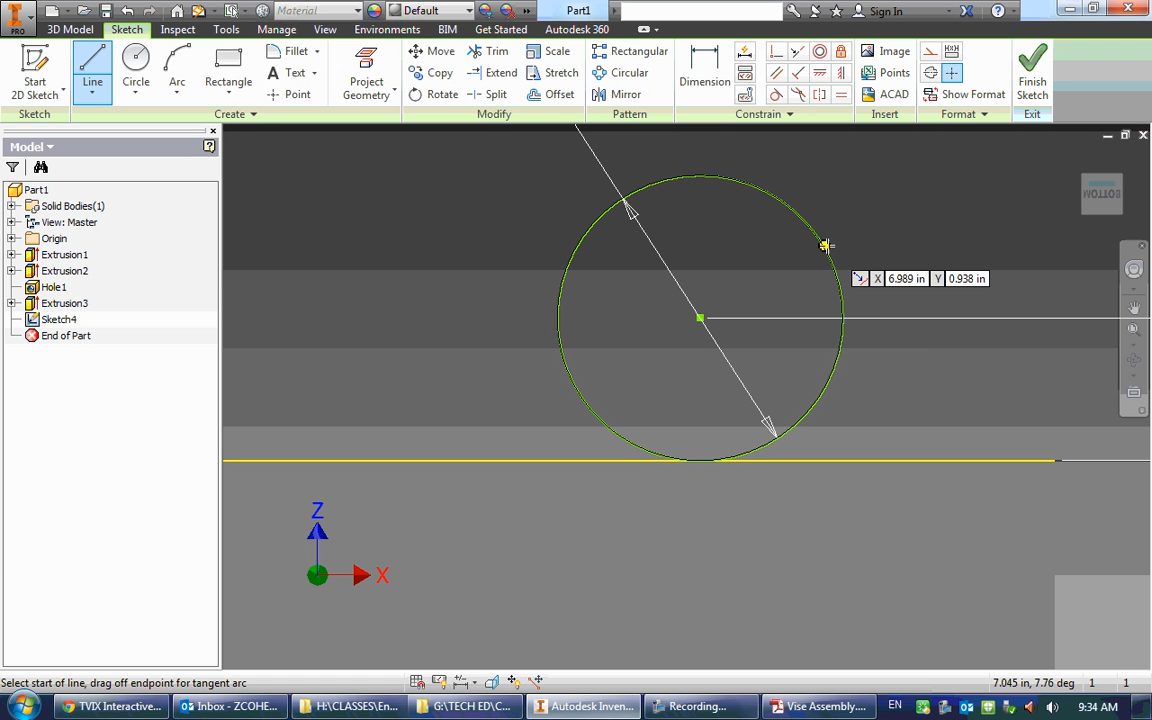 Material
Default
Part1
Sign In
PRO
3D Model
Sketch
Inspect
Tools
Manage
View
Environments
BIM
Get Started
Autodesk 360
Start
2D Sketch
Line
Circle
Arc
Rectangle
Fillet
Text
Point
Project
Geometry
Move
Copy
Rotate
Trim
Extend
Split
Scale
Stretch
Offset
Rectangular
Circular
Mirror
Dimension
Image
Points
ACAD
Show Format
Finish
Sketch
Sketch
Create
Modify
Pattern
Constrain
Insert
Format
Exit
Model
Part1
Solid Bodies(1)
View: Master
Origin
Extrusion1
Extrusion2
Hole1
Extrusion3
Sketch4
End of Part
BOTTOM
X 6.989 in Y 0.938 in
Z
X
Select start of line, drag off endpoint for tangent arc
7.045 in, 7.76 deg 1 1
TVIX Interactive...
Inbox - ZCOHE...
H:\CLASSES\En...
G:\TECH ED\C...
Autodesk Inven...
Recording...
Vise Assembly....
EN
9:34 AM